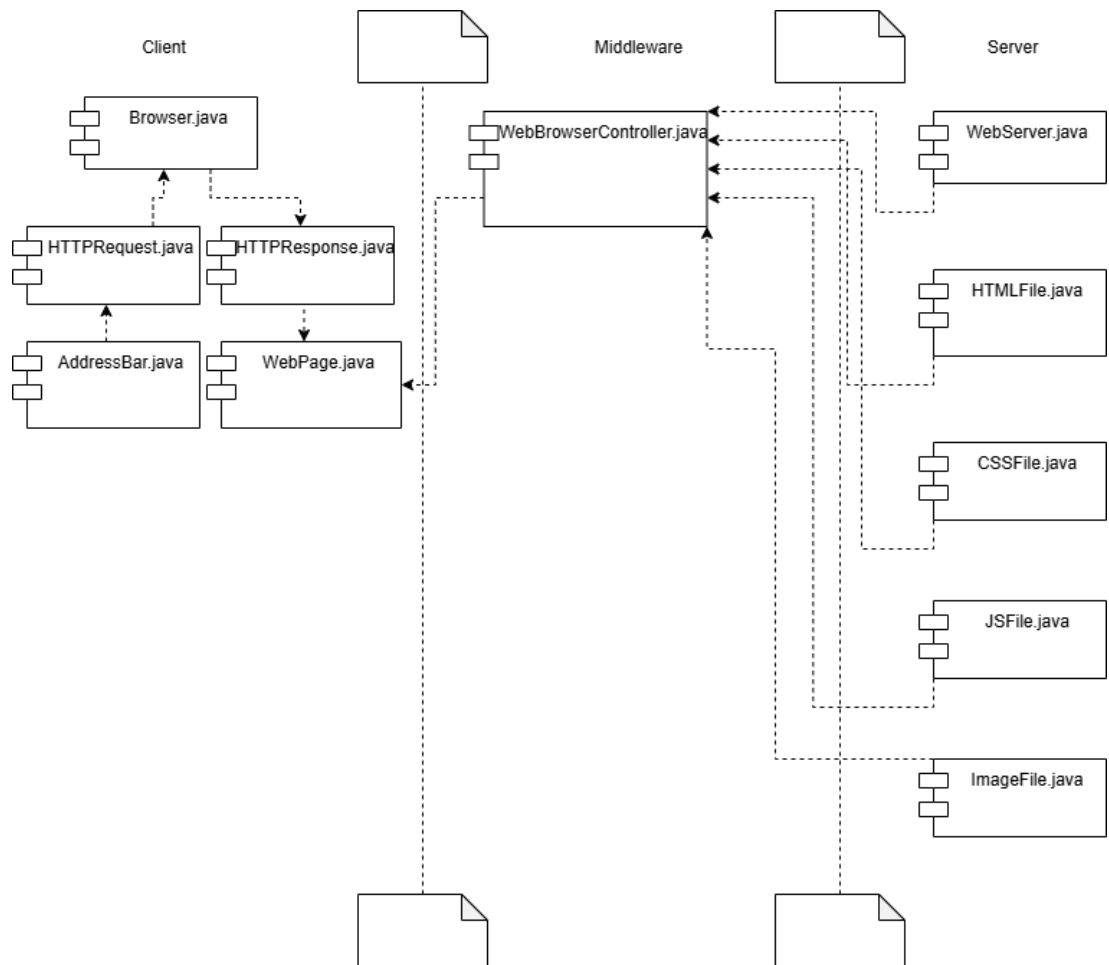 Client
Middleware
Server
Browser.java
WebBrowserController.java
WebServer.java
HTTPRequest.java
HTTPResponse.java
HTMLFile.java
AddressBar.java
WebPage.java
CSSFile.java
JSFile.java
ImageFile.java